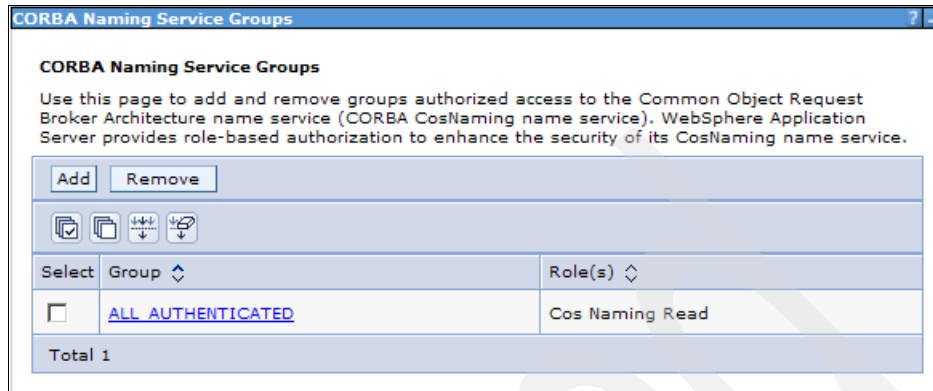 CORBA Naming Service Groups ? -
CORBA Naming Service Groups
Use this page to add and remove groups authorized access to the Common Object Request
Broker Architecture name service (CORBA CosNaming name service). WebSphere Application
Server provides role-based authorization to enhance the security of its CosNaming name service.
Add Remove
Select Group Role(s)
ALL AUTHENTICATED Cos Naming Read
Total 1